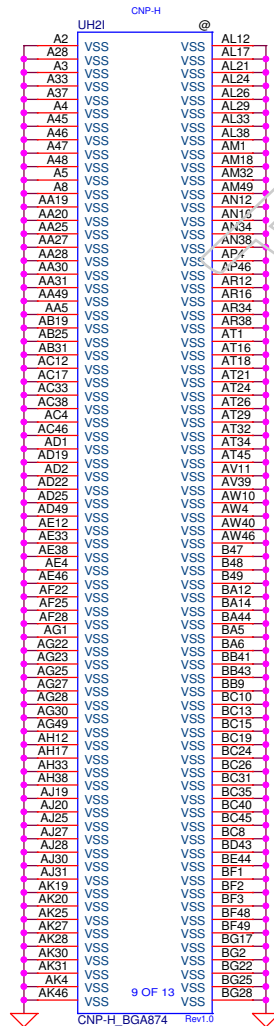 CNP-H
UH2I @
A2 VSS VSS AL12
A28 VSS VSS AL17
A3 VSS VSS AL21
A33 VSS VSS AL24
A37 VSS VSS AL26
A4 VSS VSS AL29
A45 VSS VSS AL33
A46 VSS VSS AL38
A47 VSS VSS AM1
A48 VSS VSS AM18
A5 VSS VSS AM32
A8 VSS VSS AM49
AA19 VSS VSS AN12
AA20 VSS VSS AN16
AA25 VSS VSS AN34
AA27 VSS VSS AN38
AA28 VSS VSS AP4
AA30 VSS VSS AP46
AA31 VSS VSS AR12
AA49 VSS VSS AR16
AA5 VSS VSS AR34
AB19 VSS VSS AR38
AB25 VSS VSS AT1
AB31 VSS VSS AT16
AC12 VSS VSS AT18
AC17 VSS VSS AT21
AC33 VSS VSS AT24
AC38 VSS VSS AT26
AC4 VSS VSS AT29
AC46 VSS VSS AT32
AD1 VSS VSS AT34
AD19 VSS VSS AT45
AD2 VSS VSS AV11
AD22 VSS VSS AV39
AD25 VSS VSS AW10
AD49 VSS VSS AW4
AE12 VSS VSS AW40
AE33 VSS VSS AW46
AE38 VSS VSS B47
AE4 VSS VSS B48
AE46 VSS VSS B49
AF22 VSS VSS BA12
AF25 VSS VSS BA14
AF28 VSS VSS BA44
AG1 VSS VSS BA5
AG22 VSS VSS BA6
AG23 VSS VSS BB41
AG25 VSS VSS BB43
AG27 VSS VSS BB9
AG28 VSS VSS BC10
AG30 VSS VSS BC13
AG49 VSS VSS BC15
AH12 VSS VSS BC19
AH17 VSS VSS BC24
AH33 VSS VSS BC26
AH38 VSS VSS BC31
AJ19 VSS VSS BC35
AJ20 VSS VSS BC40
AJ25 VSS VSS BC45
AJ27 VSS VSS BC8
AJ28 VSS VSS BD43
AJ30 VSS VSS BE44
AJ31 VSS VSS BF1
AK19 VSS VSS BF2
AK20 VSS VSS BF3
AK25 VSS VSS BF48
AK27 VSS VSS BF49
AK28 VSS VSS BG17
AK30 VSS VSS BG2
AK31 VSS VSS BG22
AK4 VSS VSS BG25
AK46 VSS 9 OF 13 VSS BG28
CNP-H_BGA874 Rev1.0